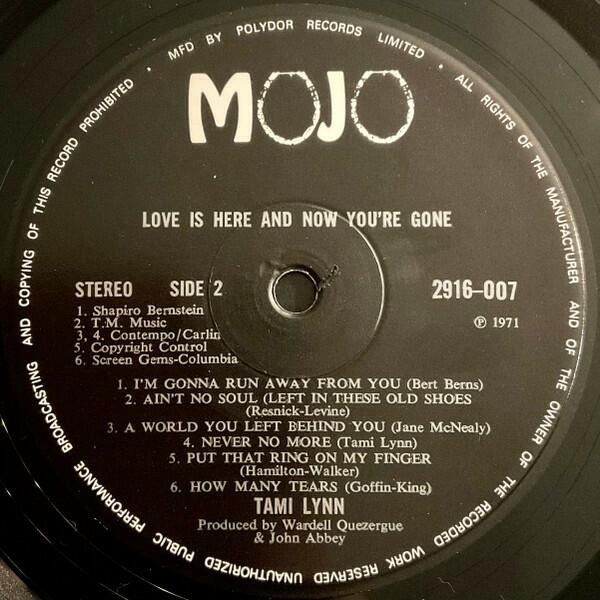 UNAUTHORIZED PUBLIC PERFORMANCE BROADCASTING AND COPYING OF THIS RECORD PROHIBITED • MFD BY POLYDOR RECORDS LIMITED • ALL RIGHTS OF THE MANUFACTURER AND OF THE OWNER OF THE RECORDED WORK RESERVED
MOJO
LOVE IS HERE AND NOW YOU'RE GONE
STEREO SIDE 2 2916-007
℗ 1971
1. Shapiro Bernstein
2. T.M. Music
3, 4. Contempo/Carlin
5. Copyright Control
6. Screen Gems-Columbia
1. I'M GONNA RUN AWAY FROM YOU (Bert Berns)
2. AIN'T NO SOUL (LEFT IN THESE OLD SHOES
(Resnick-Levine)
3. A WORLD YOU LEFT BEHIND YOU (Jane McNealy)
4. NEVER NO MORE (Tami Lynn)
5. PUT THAT RING ON MY FINGER
(Hamilton-Walker)
6. HOW MANY TEARS (Goffin-King)
TAMI LYNN
Produced by Wardell Quezergue
& John Abbey